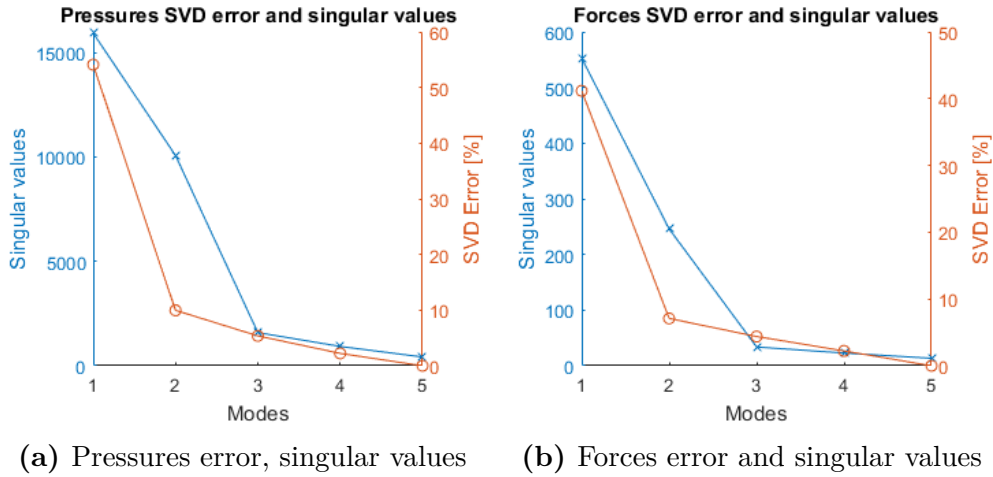 Pressures SVD error and singular values
Singular values
15000
10000
5000
0
60
50
40
30
20
10
0
SVD Error [%]
1 2 3 4 5
Modes
(a) Pressures error, singular values
Forces SVD error and singular values
Singular values
600
500
400
300
200
100
0
50
40
30
20
10
0
SVD Error [%]
1 2 3 4 5
Modes
(b) Forces error and singular values